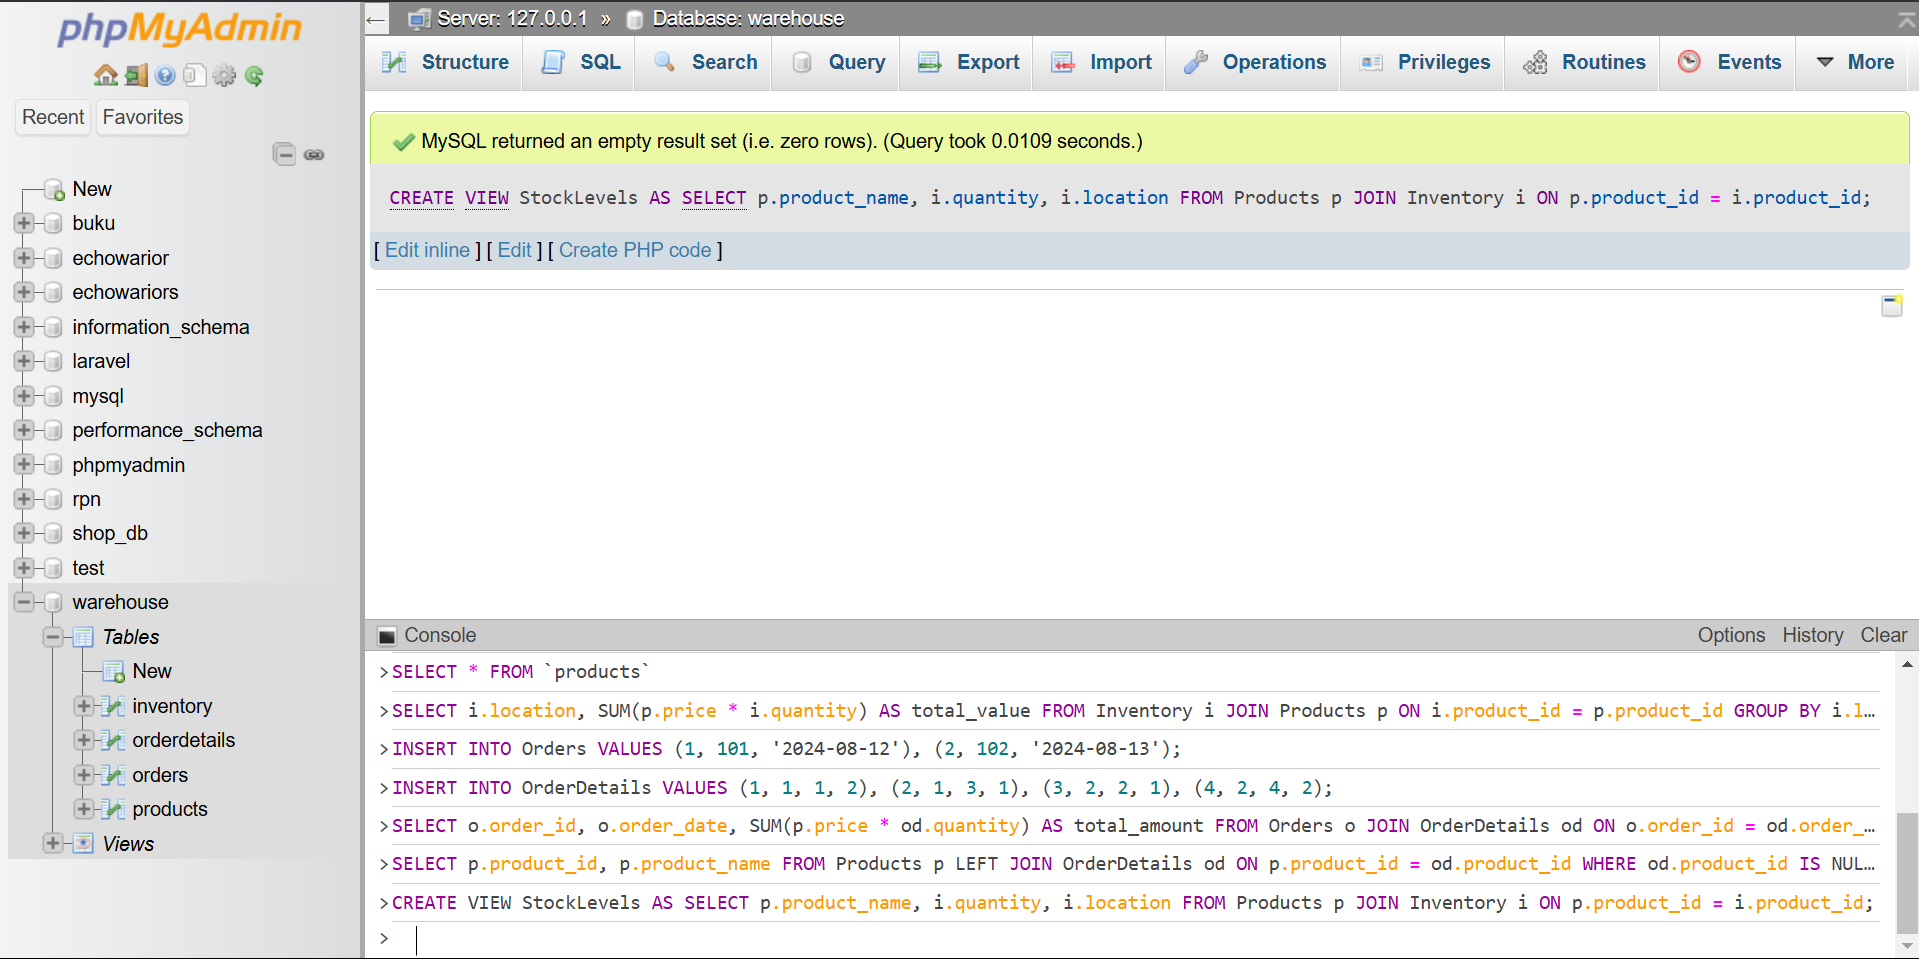 phpMyAdmin
Recent Favorites
New
buku
echowarior
echowariors
information_schema
laravel
mysql
performance_schema
phpmyadmin
rpn
shop_db
test
warehouse
Tables
New
inventory
orderdetails
orders
products
Views
Server: 127.0.0.1 » Database: warehouse
Structure SQL Search Query Export Import Operations Privileges Routines Events More
MySQL returned an empty result set (i.e. zero rows). (Query took 0.0109 seconds.)
CREATE VIEW StockLevels AS SELECT p.product_name, i.quantity, i.location FROM Products p JOIN Inventory i ON p.product_id = i.product_id;
[ Edit inline ] [ Edit ] [ Create PHP code ]
Console Options History Clear
>SELECT * FROM `products`
>SELECT i.location, SUM(p.price * i.quantity) AS total_value FROM Inventory i JOIN Products p ON i.product_id = p.product_id GROUP BY i.l…
>INSERT INTO Orders VALUES (1, 101, '2024-08-12'), (2, 102, '2024-08-13');
>INSERT INTO OrderDetails VALUES (1, 1, 1, 2), (2, 1, 3, 1), (3, 2, 2, 1), (4, 2, 4, 2);
>SELECT o.order_id, o.order_date, SUM(p.price * od.quantity) AS total_amount FROM Orders o JOIN OrderDetails od ON o.order_id = od.order_…
>SELECT p.product_id, p.product_name FROM Products p LEFT JOIN OrderDetails od ON p.product_id = od.product_id WHERE od.product_id IS NUL…
>CREATE VIEW StockLevels AS SELECT p.product_name, i.quantity, i.location FROM Products p JOIN Inventory i ON p.product_id = i.product_id;
>